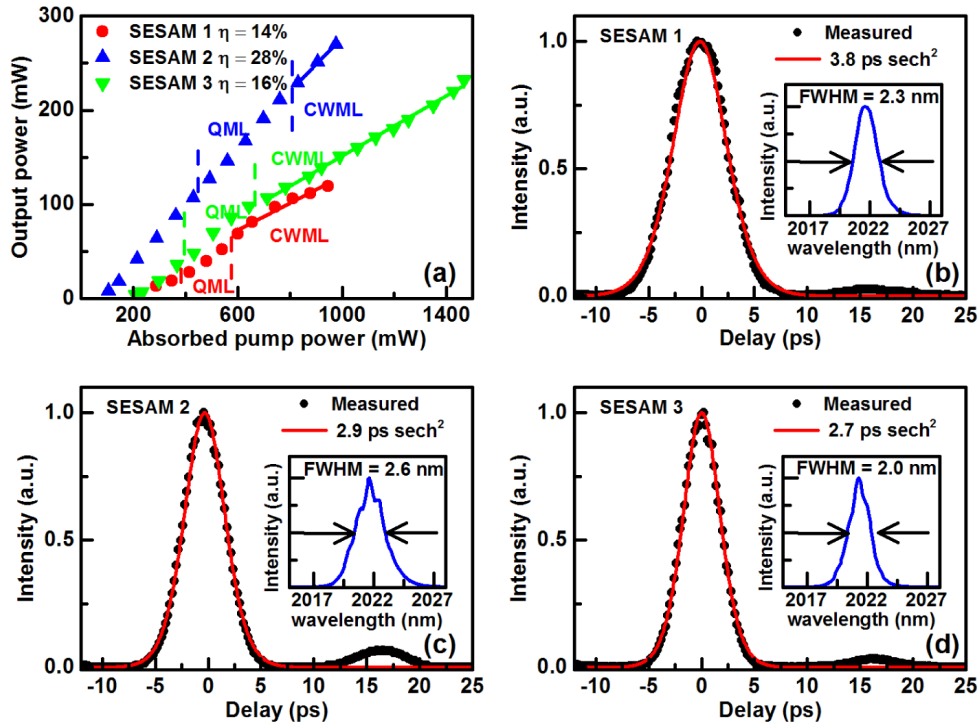 300
SESAM 1 η = 14%
SESAM 2 η = 28%
SESAM 3 η = 16%
200
100
0
QML
CWML
CWML
QML
CWML
QML
(a)
200
600
1000
1400
Output power (mW)
Absorbed pump power (mW)
SESAM 1
Measured
3.8 ps sech²
FWHM = 2.3 nm
Intensity (a.u.)
2017
2022
2027
wavelength (nm)
(b)
1.0
0.5
0.0
-10
-5
0
5
10
15
20
25
Intensity (a.u.)
Delay (ps)
SESAM 2
Measured
2.9 ps sech²
FWHM = 2.6 nm
Intensity (a.u.)
2017
2022
2027
wavelength (nm)
(c)
1.0
0.5
0.0
-10
-5
0
5
10
15
20
25
Intensity (a.u.)
Delay (ps)
SESAM 3
Measured
2.7 ps sech²
FWHM = 2.0 nm
Intensity (a.u.)
2017
2022
2027
wavelength (nm)
(d)
1.0
0.5
0.0
-10
-5
0
5
10
15
20
25
Intensity (a.u.)
Delay (ps)